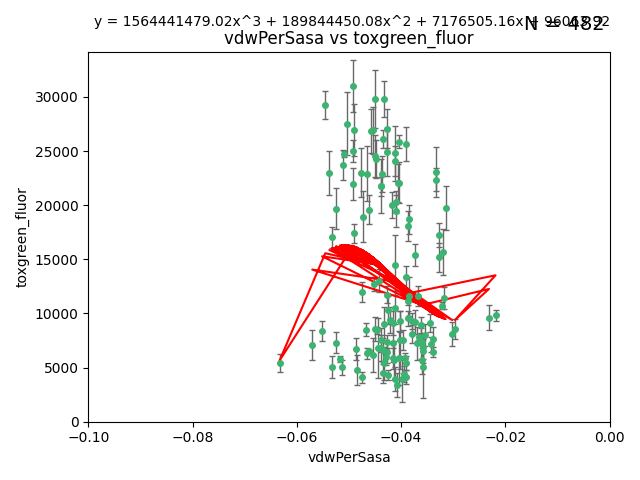 y = 1564441479.02x^3 + 189844450.08x^2 + 7176505.16x +
N = 482
vdwPerSasa vs toxgreen_fluor
30000
25000
20000
15000
10000
5000
0
toxgreen_fluor
−0.10 −0.08 −0.06 −0.04 −0.02 0.00
vdwPerSasa